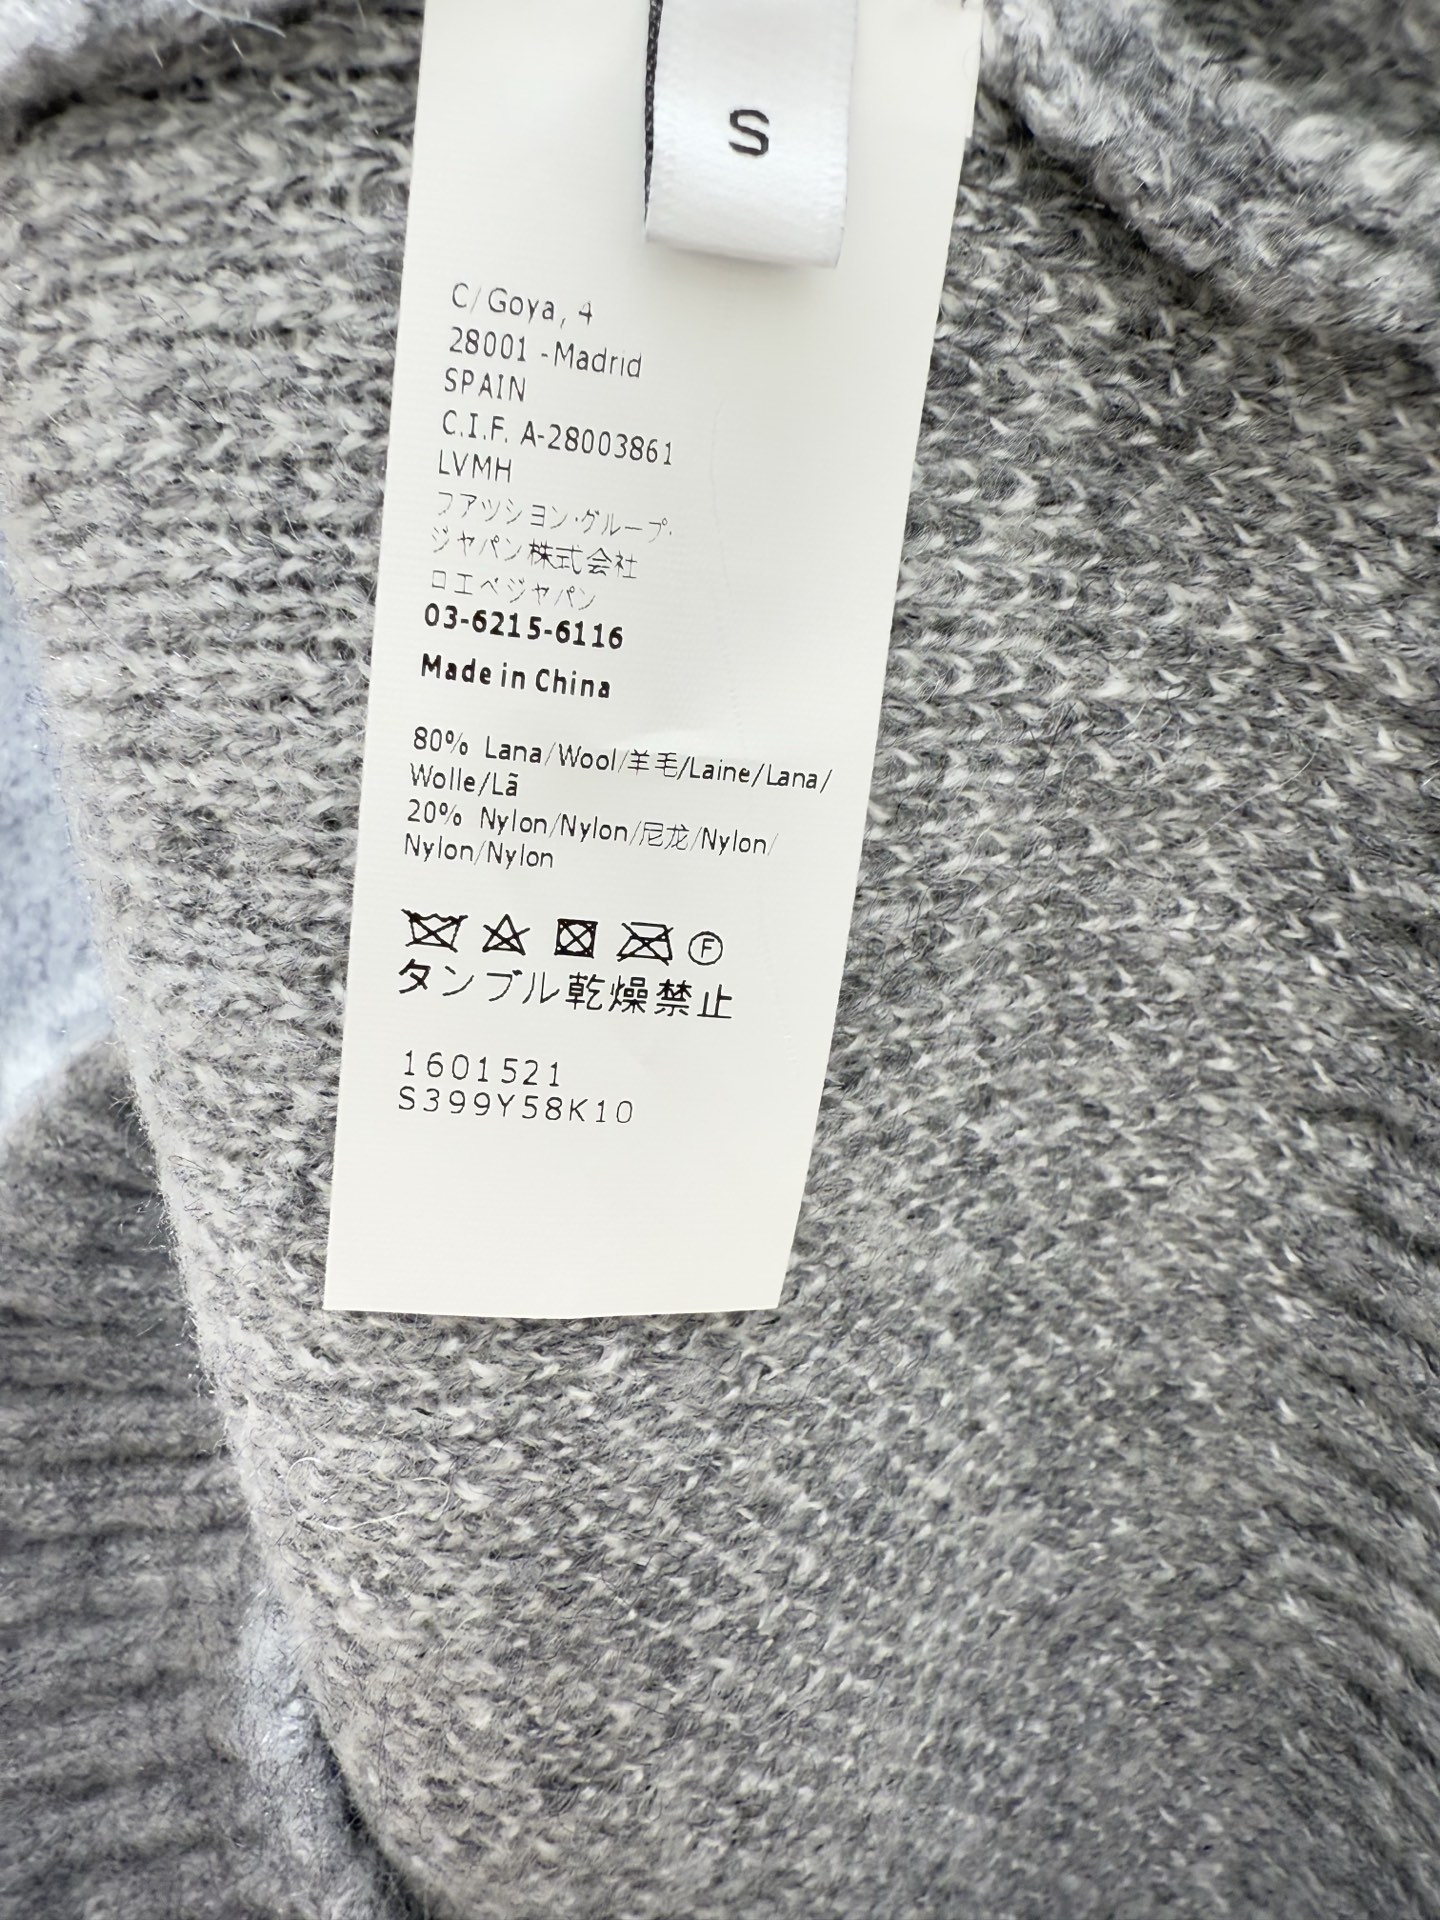 S
C/ Goya, 4
28001 -Madrid
SPAIN
C.I.F. A-28003861
LVMH
ファッション・グループ・
ジャパン株式会社
ロエベジャパン
03-6215-6116
Made in China
80% Lana/Wool/羊毛/Laine/Lana/
Wolle/Lã
20% Nylon/Nylon/尼龙/Nylon/
Nylon/Nylon
F
タンブル乾燥禁止
1601521
S399Y58K10